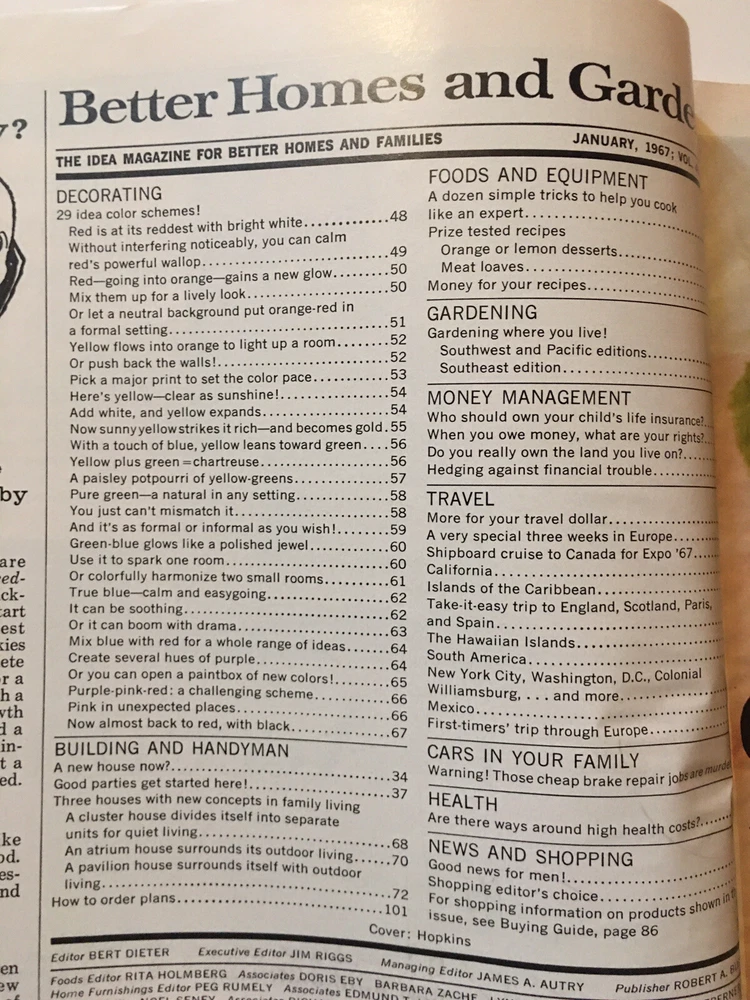 y?
by
are
ed-
ck-
tart
est
kies
ete
r a
h a
wth
d a
in-
t a
ed.
ke
od.
es-
nd
en
ew
Better Homes and Garde
THE IDEA MAGAZINE FOR BETTER HOMES AND FAMILIES
JANUARY, 1967; VOL.
DECORATING
29 idea color schemes!
Red is at its reddest with bright white............48
Without interfering noticeably, you can calm
red's powerful wallop..........................49
Red—going into orange—gains a new glow.........50
Mix them up for a lively look....................50
Or let a neutral background put orange-red in
a formal setting................................51
Yellow flows into orange to light up a room........52
Or push back the walls!.........................52
Pick a major print to set the color pace...........53
Here's yellow—clear as sunshine!.................54
Add white, and yellow expands...................54
Now sunny yellow strikes it rich—and becomes gold.55
With a touch of blue, yellow leans toward green....56
Yellow plus green=chartreuse....................56
A paisley potpourri of yellow-greens..............57
Pure green—a natural in any setting..............58
You just can't mismatch it.......................58
And it's as formal or informal as you wish!........59
Green-blue glows like a polished jewel............60
Use it to spark one room........................60
Or colorfully harmonize two small rooms..........61
True blue—calm and easygoing...................62
It can be soothing..............................62
Or it can boom with drama......................63
Mix blue with red for a whole range of ideas.......64
Create several hues of purple....................64
Or you can open a paintbox of new colors!........65
Purple-pink-red: a challenging scheme............66
Pink in unexpected places.......................66
Now almost back to red, with black...............67
BUILDING AND HANDYMAN
A new house now?..............................34
Good parties get started here!....................37
Three houses with new concepts in family living
A cluster house divides itself into separate
units for quiet living...........................68
An atrium house surrounds its outdoor living.....70
A pavilion house surrounds itself with outdoor
living.........................................72
How to order plans..............................101
FOODS AND EQUIPMENT
A dozen simple tricks to help you cook
like an expert.....................
Prize tested recipes
Orange or lemon desserts..........
Meat loaves.......................
Money for your recipes..............
GARDENING
Gardening where you live!
Southwest and Pacific editions.......
Southeast edition...................
MONEY MANAGEMENT
Who should own your child's life insurance?..
When you owe money, what are your rights?..
Do you really own the land you live on?.....
Hedging against financial trouble.........
TRAVEL
More for your travel dollar..............
A very special three weeks in Europe......
Shipboard cruise to Canada for Expo '67....
California............................
Islands of the Caribbean................
Take-it-easy trip to England, Scotland, Paris,
and Spain............................
The Hawaiian Islands...................
South America.........................
New York City, Washington, D.C., Colonial
Williamsburg, . . . and more.............
Mexico...............................
First-timers' trip through Europe..........
CARS IN YOUR FAMILY
Warning! Those cheap brake repair jobs are
HEALTH
Are there ways around high health costs?.....
NEWS AND SHOPPING
Good news for men!....................
Shopping editor's choice................
For shopping information on products shown in
issue, see Buying Guide, page 86
Cover: Hopkins
Editor BERT DIETER Executive Editor JIM RIGGS Managing Editor JAMES A. AUTRY Publisher ROBERT A.
Foods Editor RITA HOLMBERG Associates DORIS EBY BARBARA ZACHE
Home Furnishings Editor PEG RUMELY Associates EDMUND